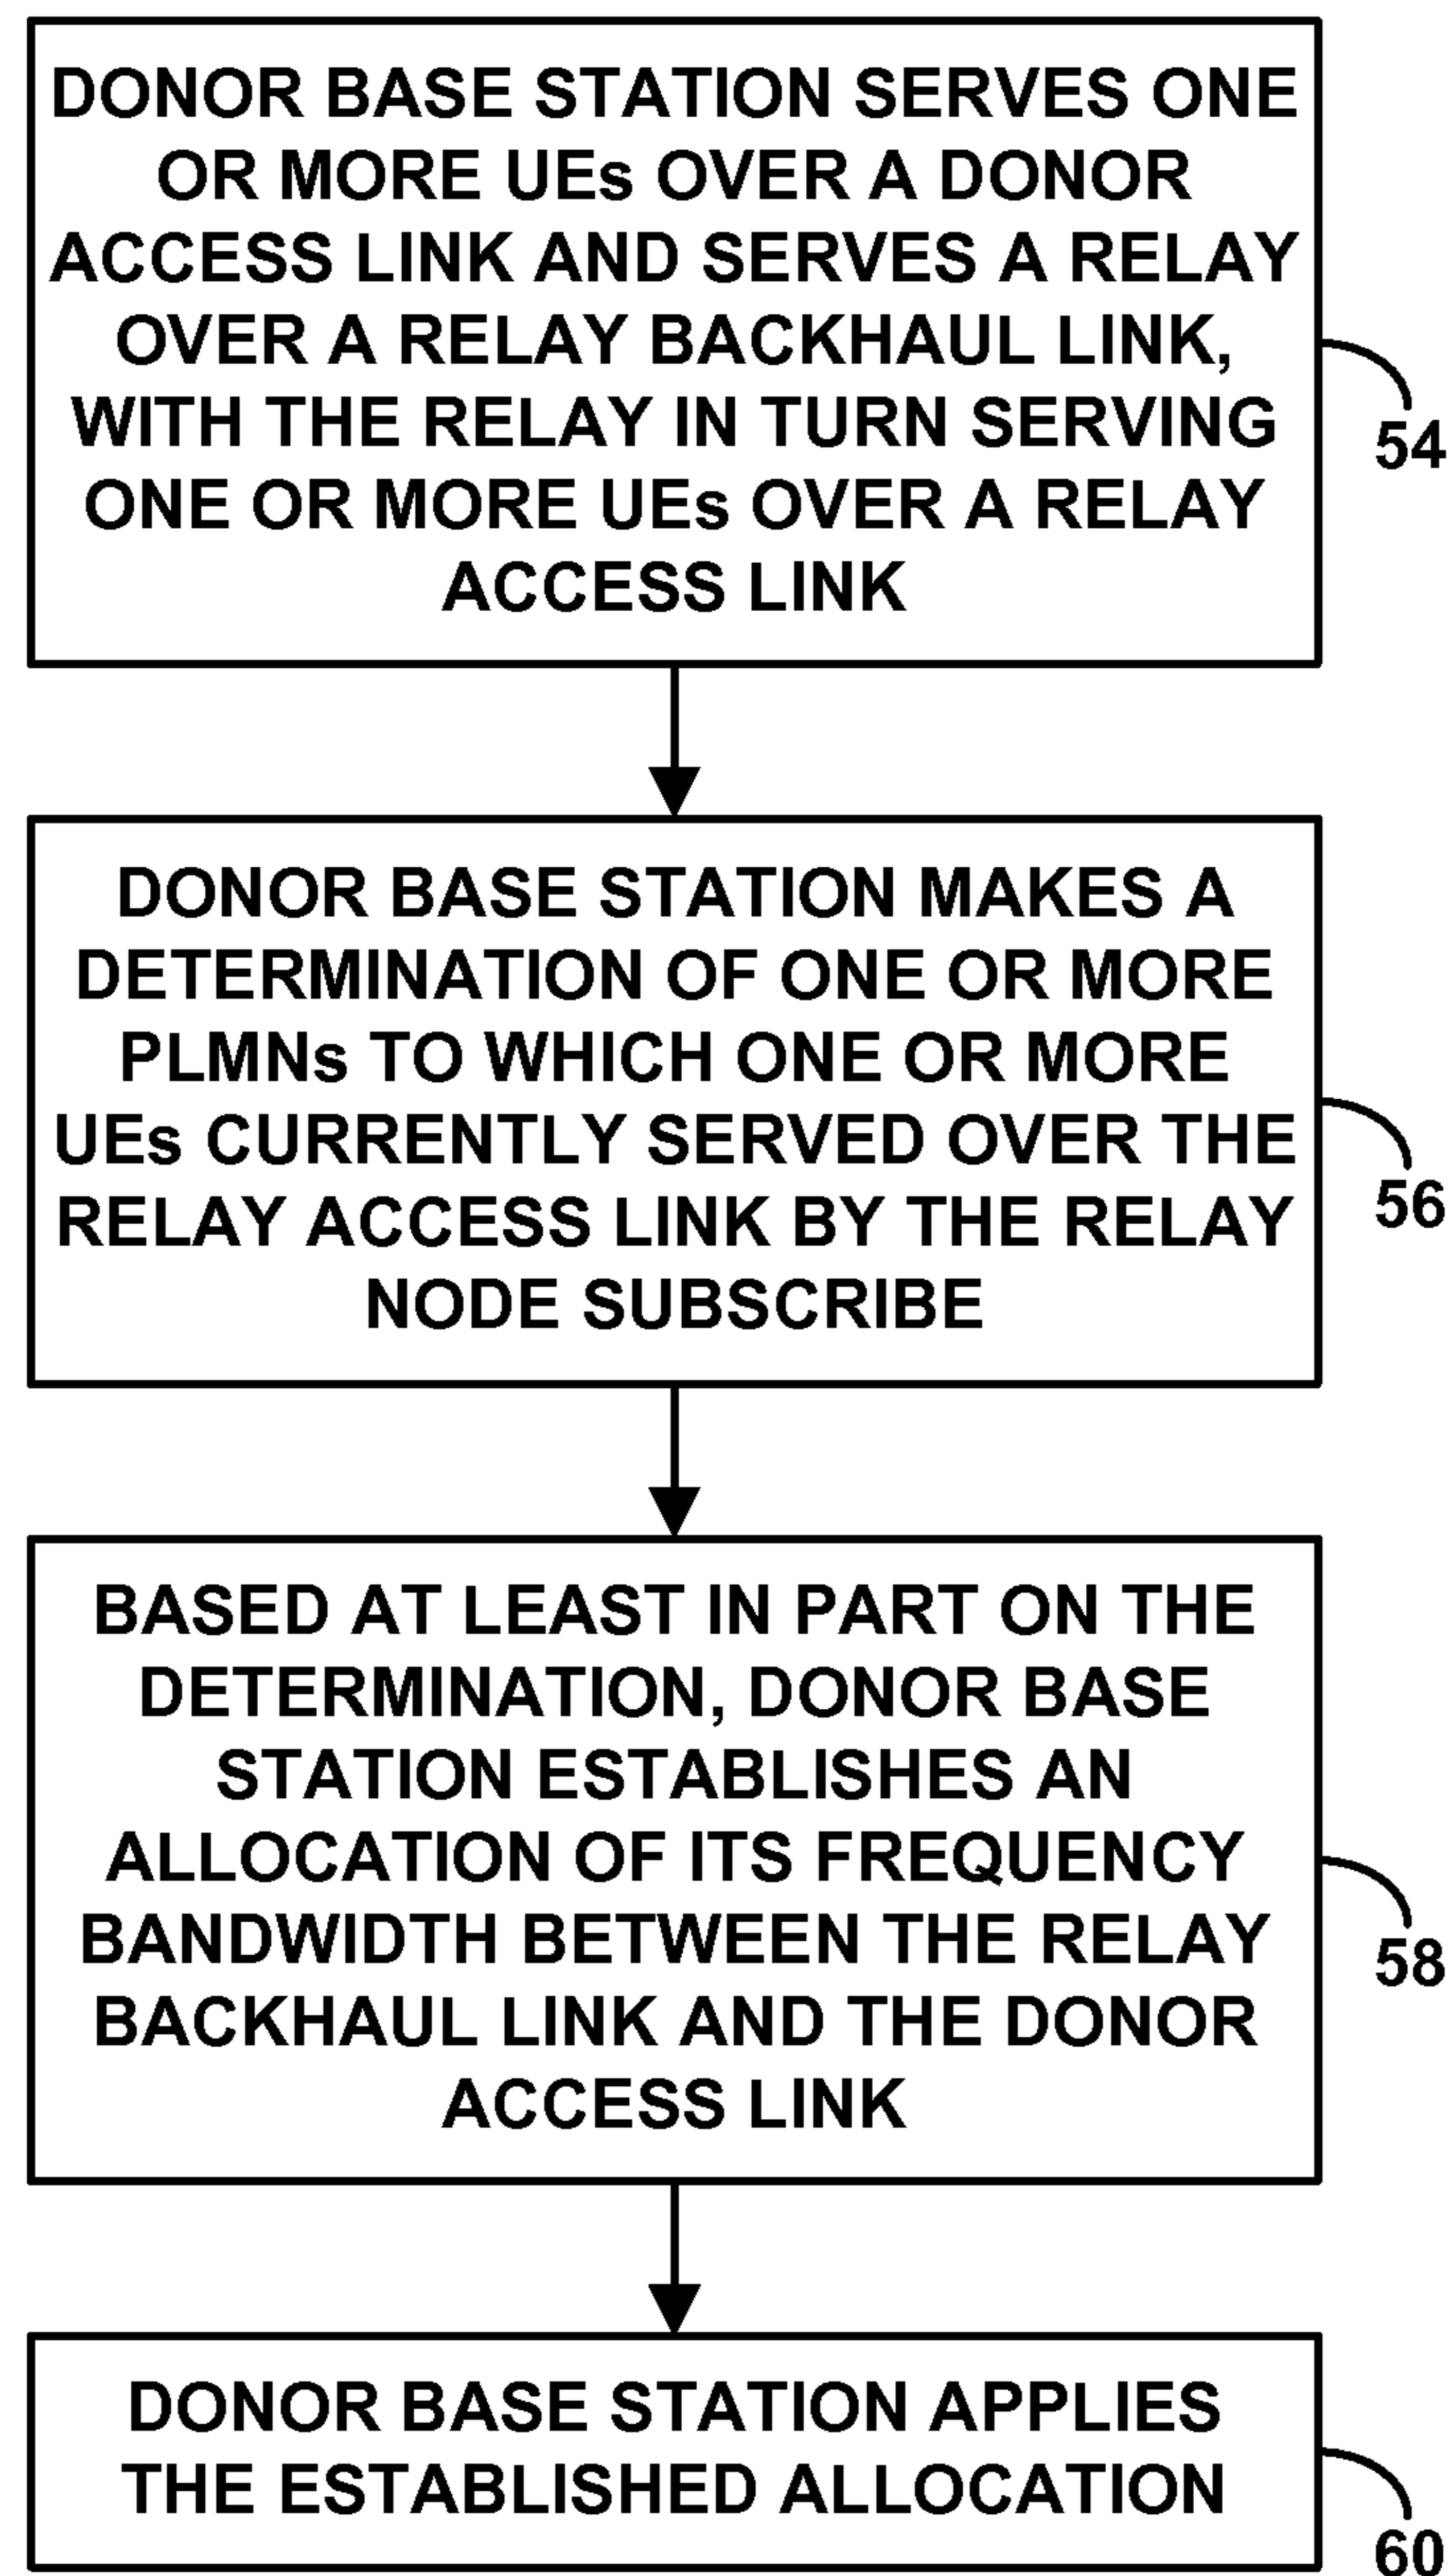 DONOR BASE STATION SERVES ONE
OR MORE UEs OVER A DONOR
ACCESS LINK AND SERVES A RELAY
OVER A RELAY BACKHAUL LINK,
WITH THE RELAY IN TURN SERVING
ONE OR MORE UEs OVER A RELAY
ACCESS LINK
54
DONOR BASE STATION MAKES A
DETERMINATION OF ONE OR MORE
PLMNs TO WHICH ONE OR MORE
UEs CURRENTLY SERVED OVER THE
RELAY ACCESS LINK BY THE RELAY
NODE SUBSCRIBE
56
BASED AT LEAST IN PART ON THE
DETERMINATION, DONOR BASE
STATION ESTABLISHES AN
ALLOCATION OF ITS FREQUENCY
BANDWIDTH BETWEEN THE RELAY
BACKHAUL LINK AND THE DONOR
ACCESS LINK
58
DONOR BASE STATION APPLIES
THE ESTABLISHED ALLOCATION
60